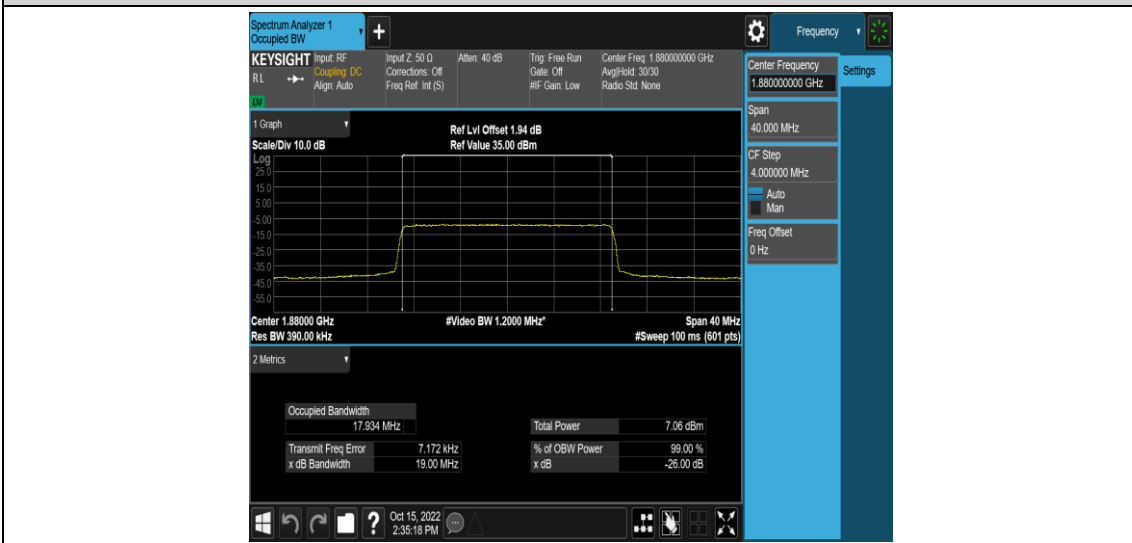 Spectrum Analyzer 1
Occupied BW
+
Frequency
KEYSIGHT
RL
LXI
Input: RF
Coupling: DC
Align: Auto
Input Z: 50 Ω
Corrections: Off
Freq Ref: Int (S)
Atten: 40 dB
Trig: Free Run
Gate: Off
#IF Gain: Low
Center Freq: 1.880000000 GHz
Avg|Hold: 30/30
Radio Std: None
Center Frequency
1.880000000 GHz
Settings
Span
40.000 MHz
CF Step
4.000000 MHz
Auto
Man
Freq Offset
0 Hz
1 Graph
Scale/Div 10.0 dB
Ref Lvl Offset 1.94 dB
Ref Value 35.00 dBm
Log
25.0
15.0
5.00
-5.00
-15.0
-25.0
-35.0
-45.0
-55.0
Center 1.88000 GHz
#Video BW 1.2000 MHz*
Span 40 MHz
Res BW 390.00 kHz
#Sweep 100 ms (601 pts)
2 Metrics
Occupied Bandwidth
17.934 MHz
Total Power 7.06 dBm
Transmit Freq Error 7.172 kHz
% of OBW Power 99.00 %
x dB Bandwidth 19.00 MHz
x dB -26.00 dB
?
Oct 15, 2022
2:35:18 PM